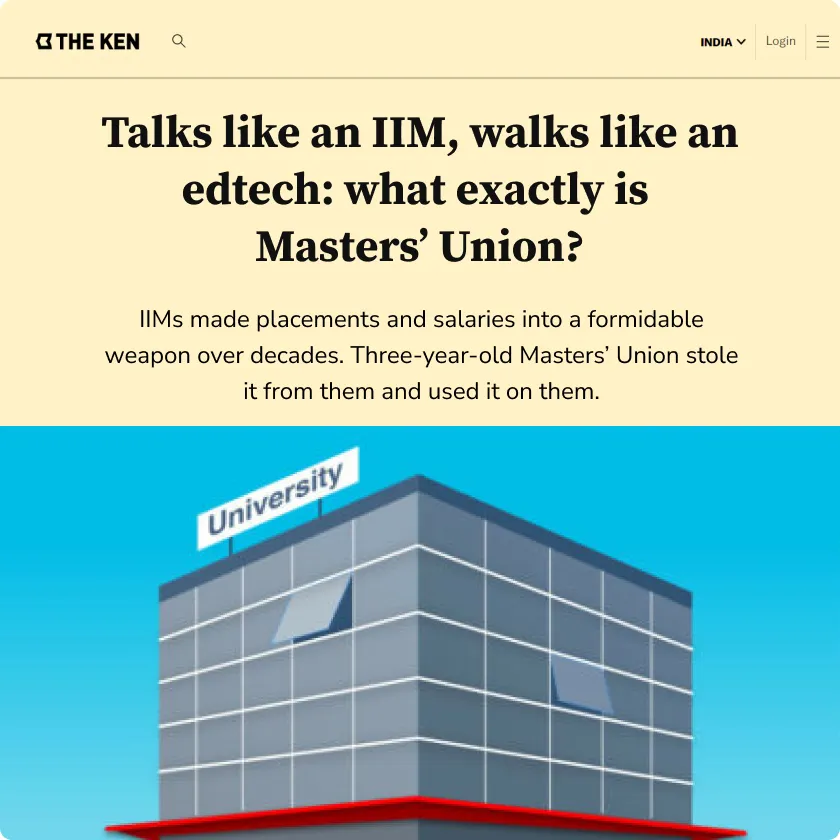 THE KEN
INDIA
Login
Talks like an IIM, walks like an
edtech: what exactly is
Masters’ Union?
IIMs made placements and salaries into a formidable
weapon over decades. Three-year-old Masters’ Union stole
it from them and used it on them.
University